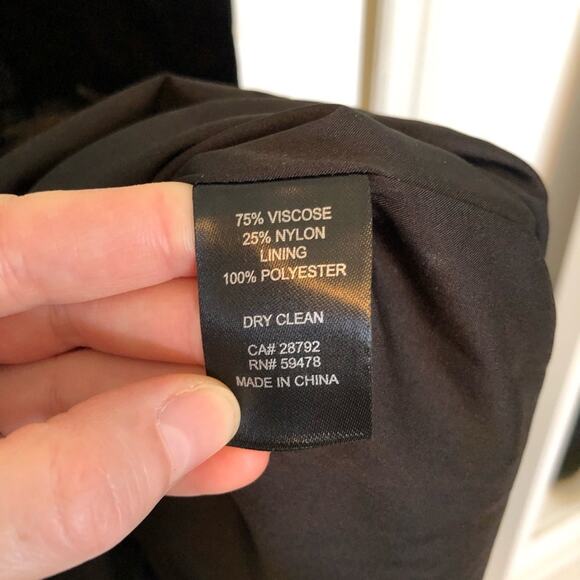 75% VISCOSE
25% NYLON
LINING
100% POLYESTER
DRY CLEAN
CA# 28792
RN# 59478
MADE IN CHINA